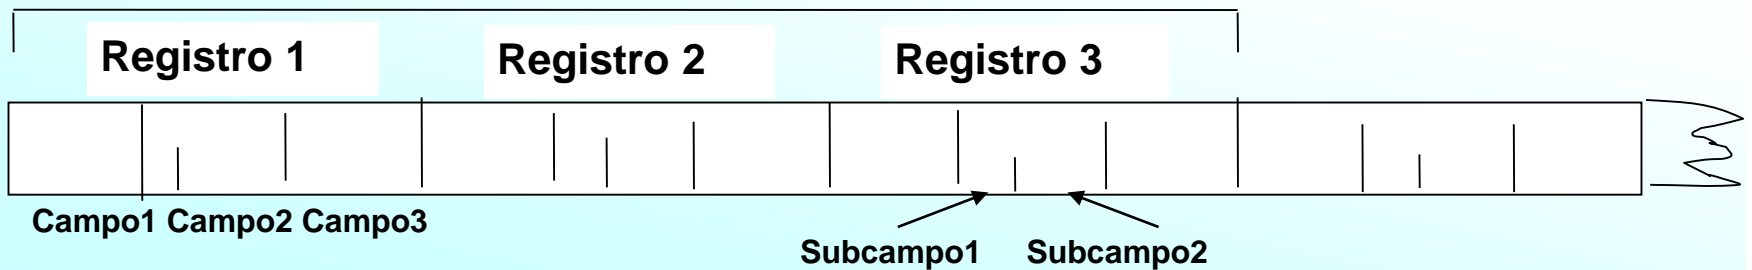 Registro 1 Registro 2 Registro 3
Campo1 Campo2 Campo3
Subcampo1 Subcampo2